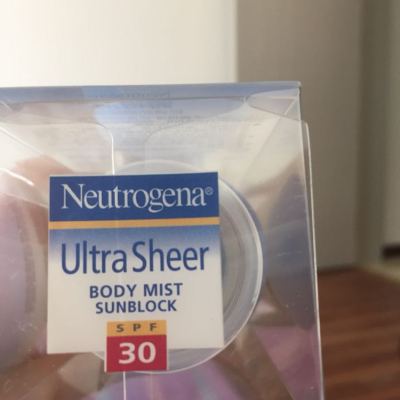 Neutrogena®
Ultra Sheer
BODY MIST
SUNBLOCK
SPF
30